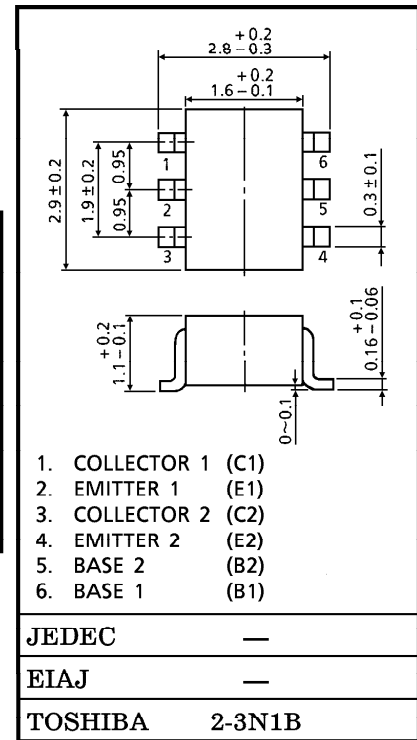 +0.2
2.8−0.3
+0.2
1.6−0.1
2.9±0.2
1.9±0.2
0.95
0.95
1
2
3
6
5
4
0.3±0.1
+0.2
1.1−0.1
0~0.1
+0.1
0.16−0.06
1. COLLECTOR 1 (C1)
2. EMITTER 1 (E1)
3. COLLECTOR 2 (C2)
4. EMITTER 2 (E2)
5. BASE 2 (B2)
6. BASE 1 (B1)
JEDEC —
EIAJ —
TOSHIBA 2-3N1B